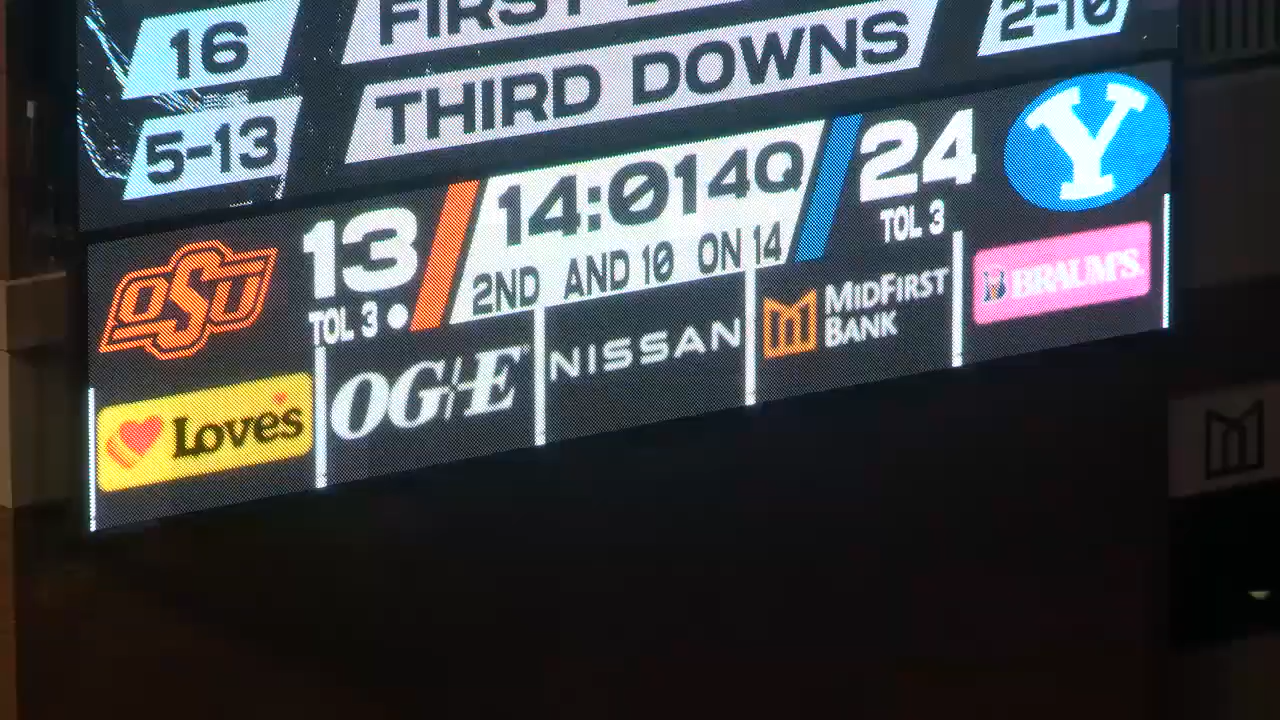 16 FIRST 2-10
5-13 THIRD DOWNS
OSU 13 14:01 4Q 24 Y
TOL 3 2ND AND 10 ON 14 TOL 3
Love's OG+E NISSAN MIDFIRST BANK B BRAUM'S